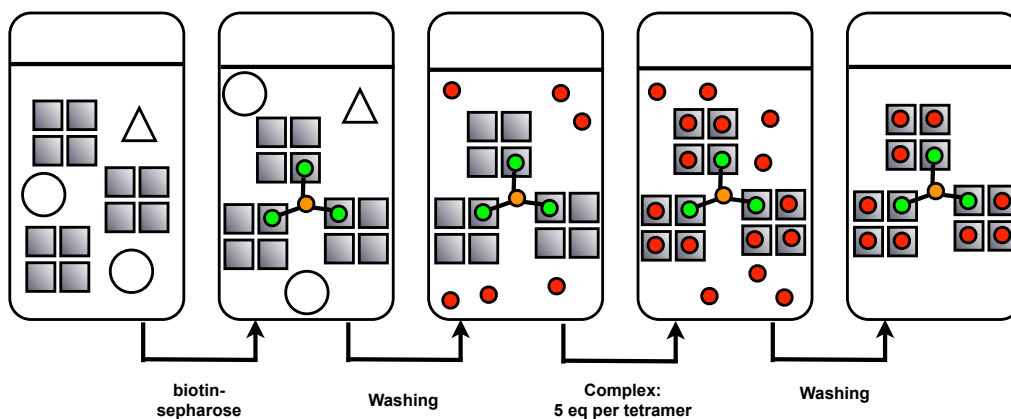 biotin-
sepharose
Washing
Complex:
5 eq per tetramer
Washing